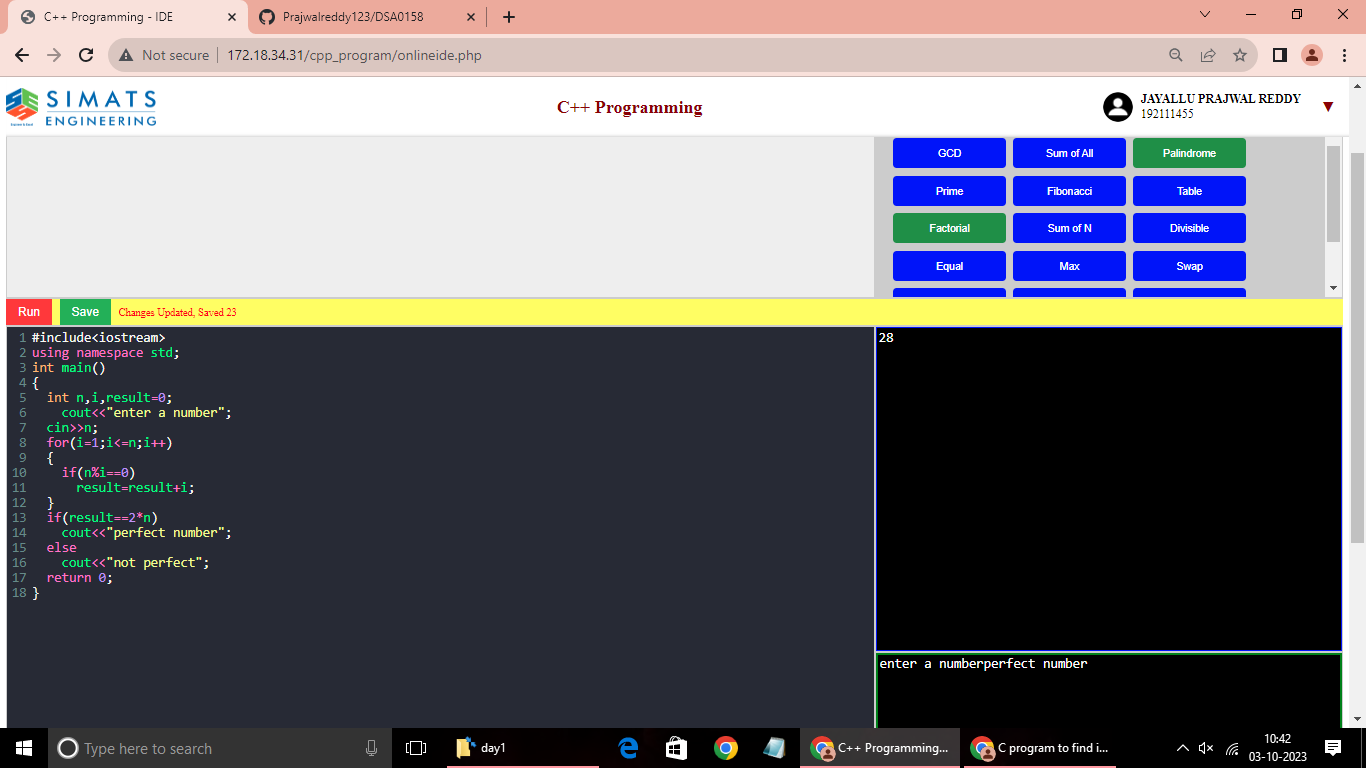 C++ Programming - IDE
Prajwalreddy123/DSA0158
Not secure
172.18.34.31/cpp_program/onlineide.php
SIMATS
ENGINEERING
C++ Programming
JAYALLU PRAJWAL REDDY
192111455
GCD
Sum of All
Palindrome
Prime
Fibonacci
Table
Factorial
Sum of N
Divisible
Equal
Max
Swap
Run
Save
Changes Updated, Saved 23
1 #include<iostream>
2 using namespace std;
3 int main()
4 {
5   int n,i,result=0;
6     cout<<"enter a number";
7   cin>>n;
8   for(i=1;i<=n;i++)
9   {
10     if(n%i==0)
11       result=result+i;
12   }
13   if(result==2*n)
14     cout<<"perfect number";
15   else
16     cout<<"not perfect";
17   return 0;
18 }
28
enter a numberperfect number
Type here to search
day1
C++ Programming...
C program to find i...
10:42
03-10-2023